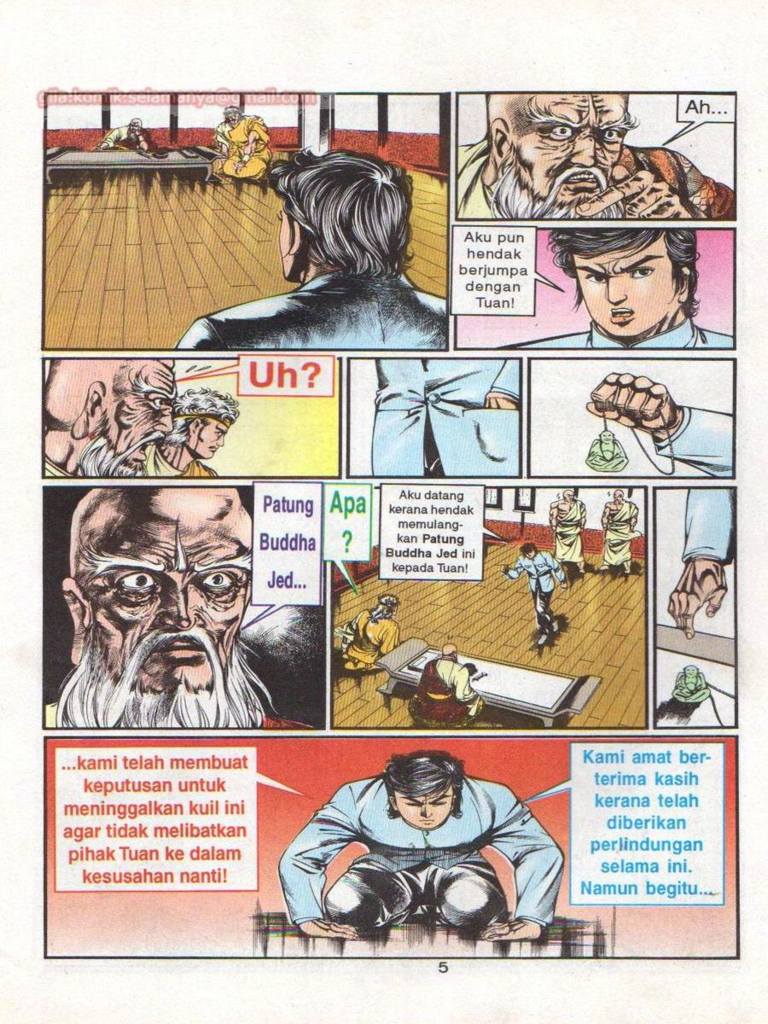 gila-komik-selamanya@gmail.com
Ah...
Aku pun
hendak
berjumpa
dengan
Tuan!
Uh?
Patung
Buddha
Jed...
Apa
?
Aku datang
kerana hendak
memulang-
kan Patung
Buddha Jed ini
kepada Tuan!
Kami amat ber-
terima kasih
kerana telah
diberikan
perlindungan
selama ini.
Namun begitu...
...kami telah membuat
keputusan untuk
meninggalkan kuil ini
agar tidak melibatkan
pihak Tuan ke dalam
kesusahan nanti!
5